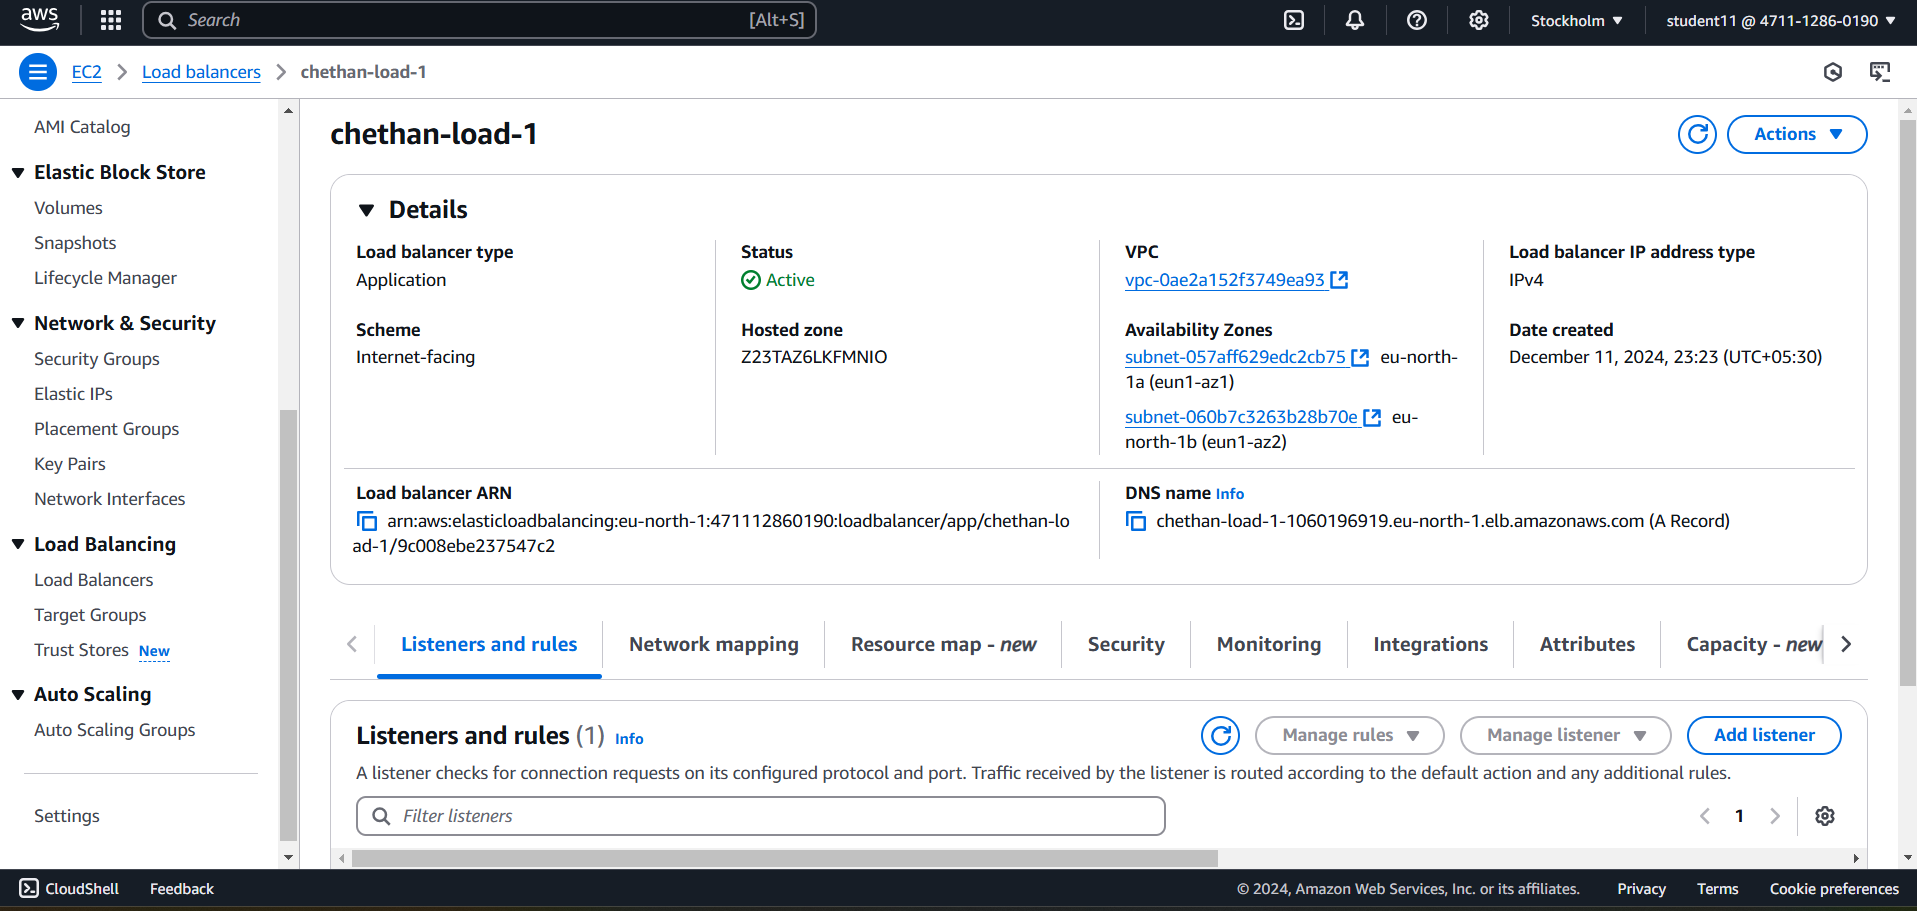 aws
Search [Alt+S]
Stockholm ▼
student11 @ 4711-1286-0190 ▼
EC2 > Load balancers > chethan-load-1
AMI Catalog
Elastic Block Store
Volumes
Snapshots
Lifecycle Manager
Network & Security
Security Groups
Elastic IPs
Placement Groups
Key Pairs
Network Interfaces
Load Balancing
Load Balancers
Target Groups
Trust Stores New
Auto Scaling
Auto Scaling Groups
Settings
chethan-load-1
Actions ▼
Details
Load balancer type
Application
Scheme
Internet-facing
Status
Active
Hosted zone
Z23TAZ6LKFMNIO
VPC
vpc-0ae2a152f3749ea93
Availability Zones
subnet-057aff629edc2cb75 eu-north-
1a (eun1-az1)
subnet-060b7c3263b28b70e eu-
north-1b (eun1-az2)
Load balancer IP address type
IPv4
Date created
December 11, 2024, 23:23 (UTC+05:30)
Load balancer ARN
arn:aws:elasticloadbalancing:eu-north-1:471112860190:loadbalancer/app/chethan-lo
ad-1/9c008ebe237547c2
DNS name Info
chethan-load-1-1060196919.eu-north-1.elb.amazonaws.com (A Record)
Listeners and rules
Network mapping
Resource map - new
Security
Monitoring
Integrations
Attributes
Capacity - new
Listeners and rules (1) Info
Manage rules ▼
Manage listener ▼
Add listener
A listener checks for connection requests on its configured protocol and port. Traffic received by the listener is routed according to the default action and any additional rules.
Filter listeners
1
CloudShell
Feedback
© 2024, Amazon Web Services, Inc. or its affiliates.
Privacy
Terms
Cookie preferences